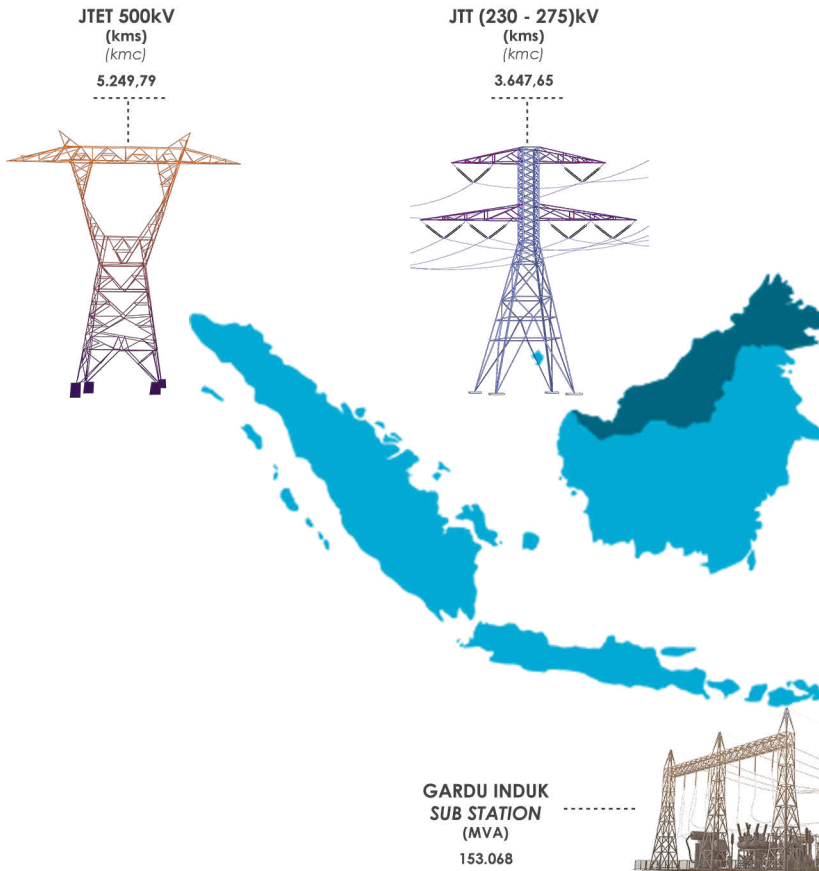 JTET 500kV
(kms)
(kmc)
5.249,79
JTT (230 - 275)kV
(kms)
(kmc)
3.647,65
GARDU INDUK
SUB STATION
(MVA)
153.068